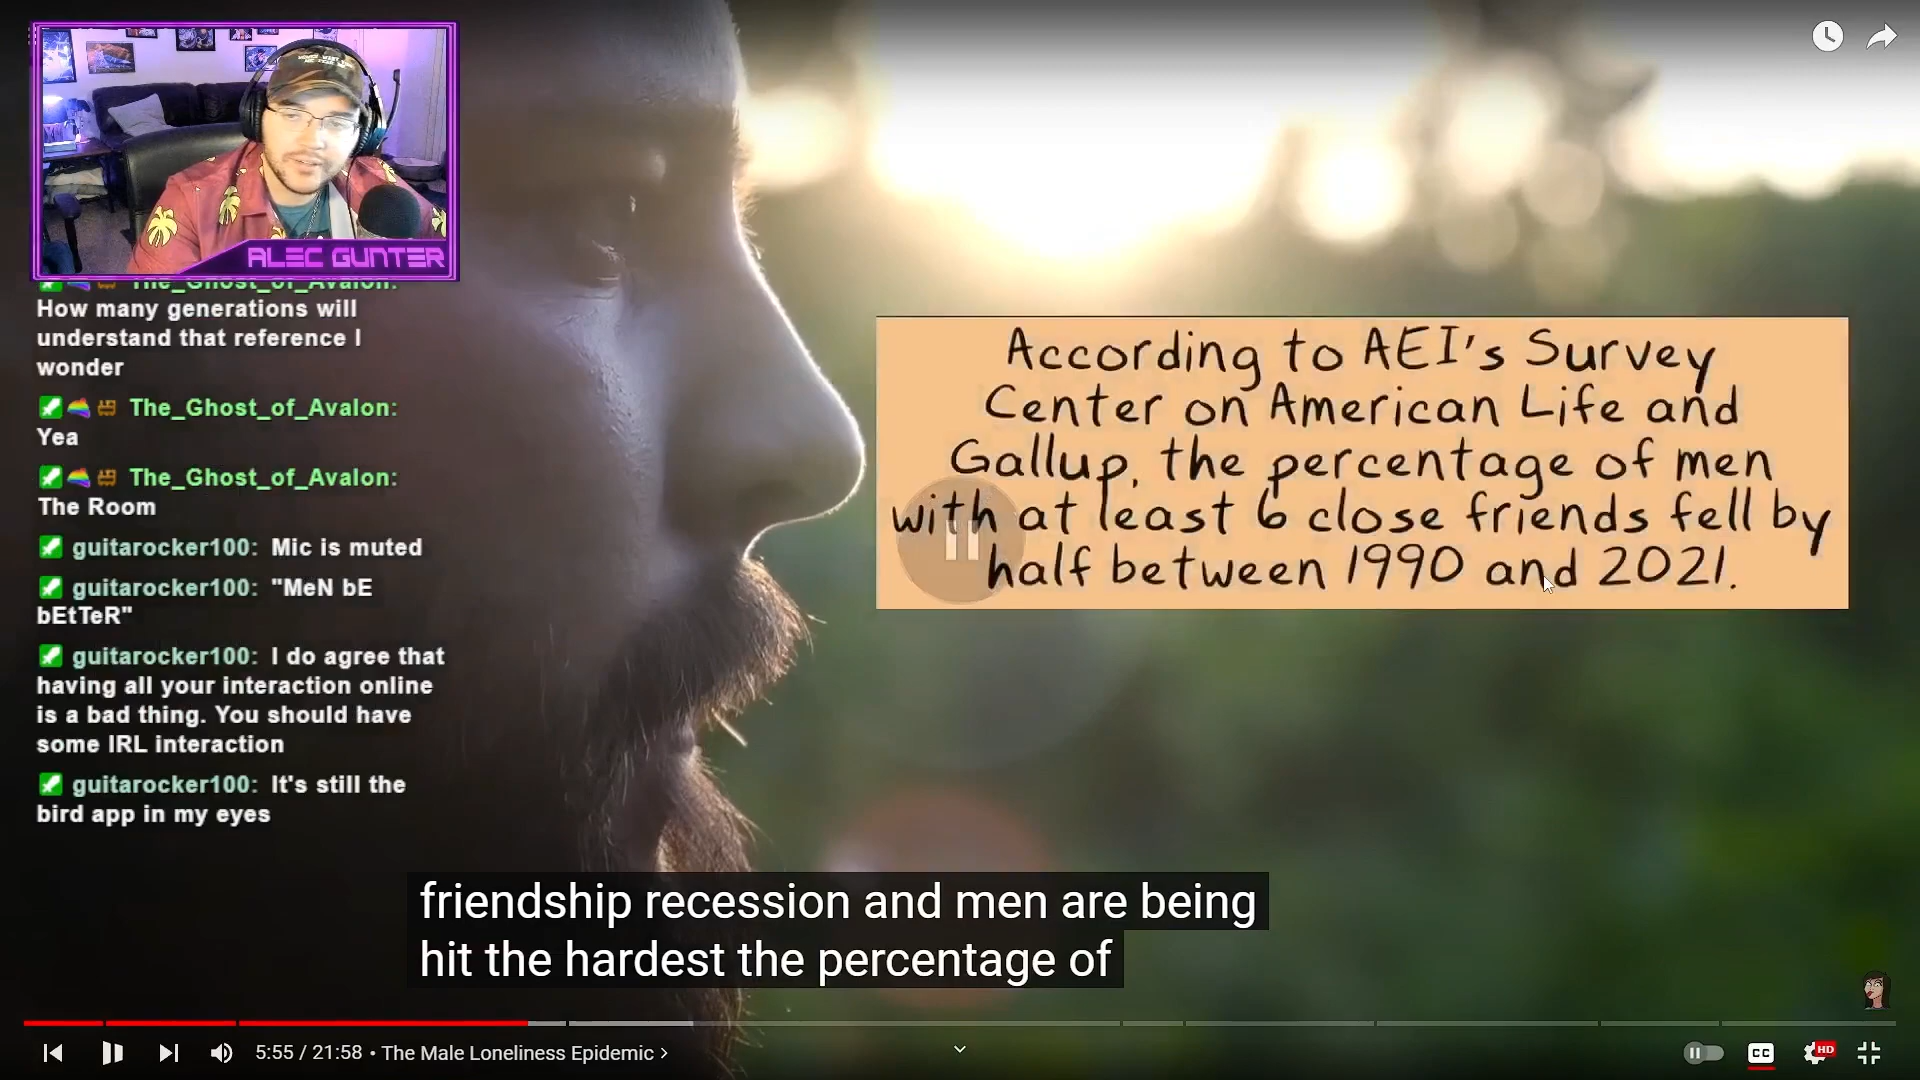 ALEC GUNTER
The_Ghost_of_Avalon:
How many generations will
understand that reference I
wonder
The_Ghost_of_Avalon:
Yea
The_Ghost_of_Avalon:
The Room
guitarocker100: Mic is muted
guitarocker100: "MeN bE
bEtTeR"
guitarocker100: I do agree that
having all your interaction online
is a bad thing. You should have
some IRL interaction
guitarocker100: It's still the
bird app in my eyes
According to AEI's Survey
Center on American Life and
Gallup, the percentage of men
with at least 6 close friends fell by
half between 1990 and 2021.
friendship recession and men are being
hit the hardest the percentage of
5:55 / 21:58 • The Male Loneliness Epidemic >
CC
HD